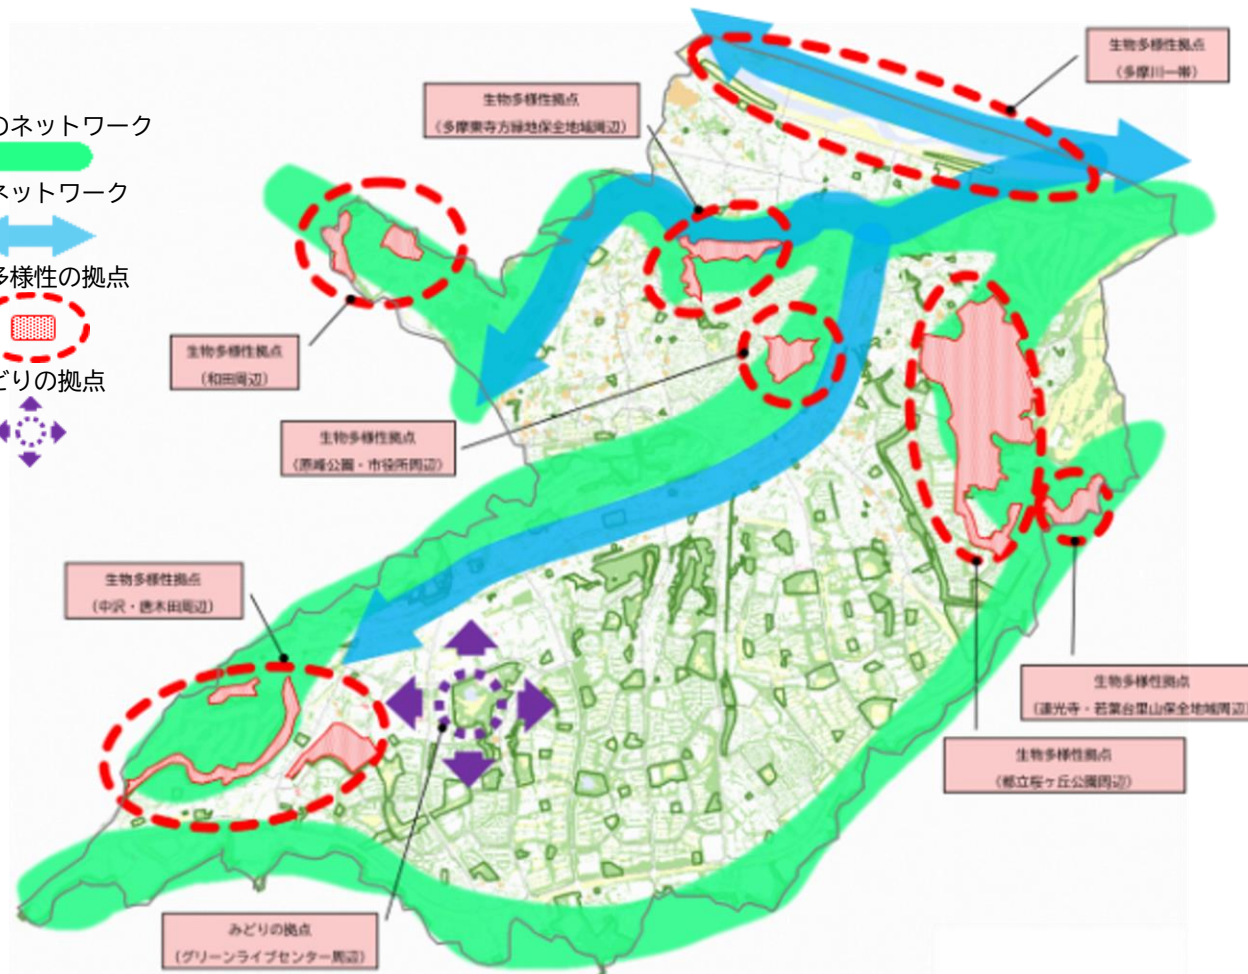 のネットワーク
ネットワーク
多様性の拠点
どりの拠点
生物多様性拠点
（多摩川一帯）
生物多様性拠点
（多摩東寺方緑地保全地域周辺）
生物多様性拠点
（和田周辺）
生物多様性拠点
（原峰公園・市役所周辺）
生物多様性拠点
（中沢・唐木田周辺）
生物多様性拠点
（連光寺・若葉台里山保全地域周辺）
生物多様性拠点
（都立桜ヶ丘公園周辺）
みどりの拠点
（グリーンライブセンター周辺）